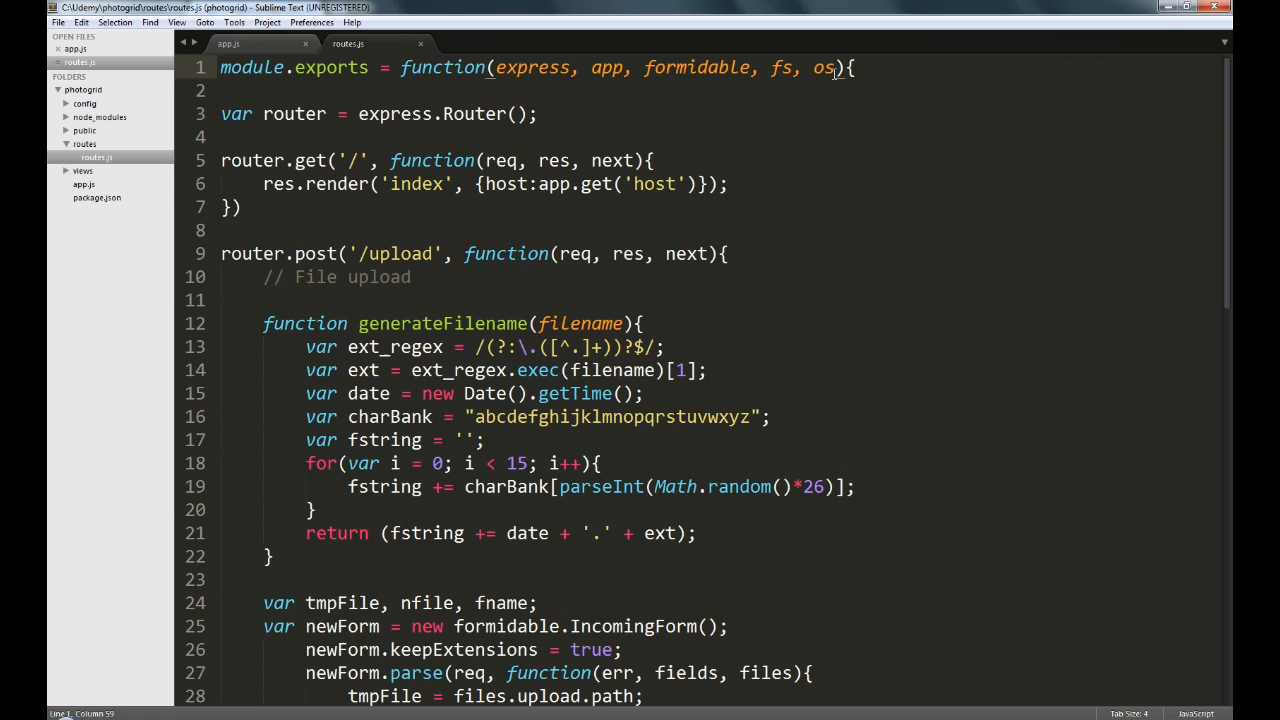 C:\Udemy\photogrid\routes\routes.js (photogrid) - Sublime Text (UNREGISTERED)
File Edit Selection Find View Goto Tools Project Preferences Help
OPEN FILES
app.js
routes.js
FOLDERS
photogrid
config
node_modules
public
routes
routes.js
views
app.js
package.json
app.js routes.js
1 module.exports = function(express, app, formidable, fs, os){
2
3 var router = express.Router();
4
5 router.get('/', function(req, res, next){
6 res.render('index', {host:app.get('host')});
7 })
8
9 router.post('/upload', function(req, res, next){
10 // File upload
11
12 function generateFilename(filename){
13 var ext_regex = /(?:\.([^.]+))?$/;
14 var ext = ext_regex.exec(filename)[1];
15 var date = new Date().getTime();
16 var charBank = "abcdefghijklmnopqrstuvwxyz";
17 var fstring = '';
18 for(var i = 0; i < 15; i++){
19 fstring += charBank[parseInt(Math.random()*26)];
20 }
21 return (fstring += date + '.' + ext);
22 }
23
24 var tmpFile, nfile, fname;
25 var newForm = new formidable.IncomingForm();
26 newForm.keepExtensions = true;
27 newForm.parse(req, function(err, fields, files){
28 tmpFile = files.upload.path;
Line 1, Column 59 Tab Size: 4 JavaScript